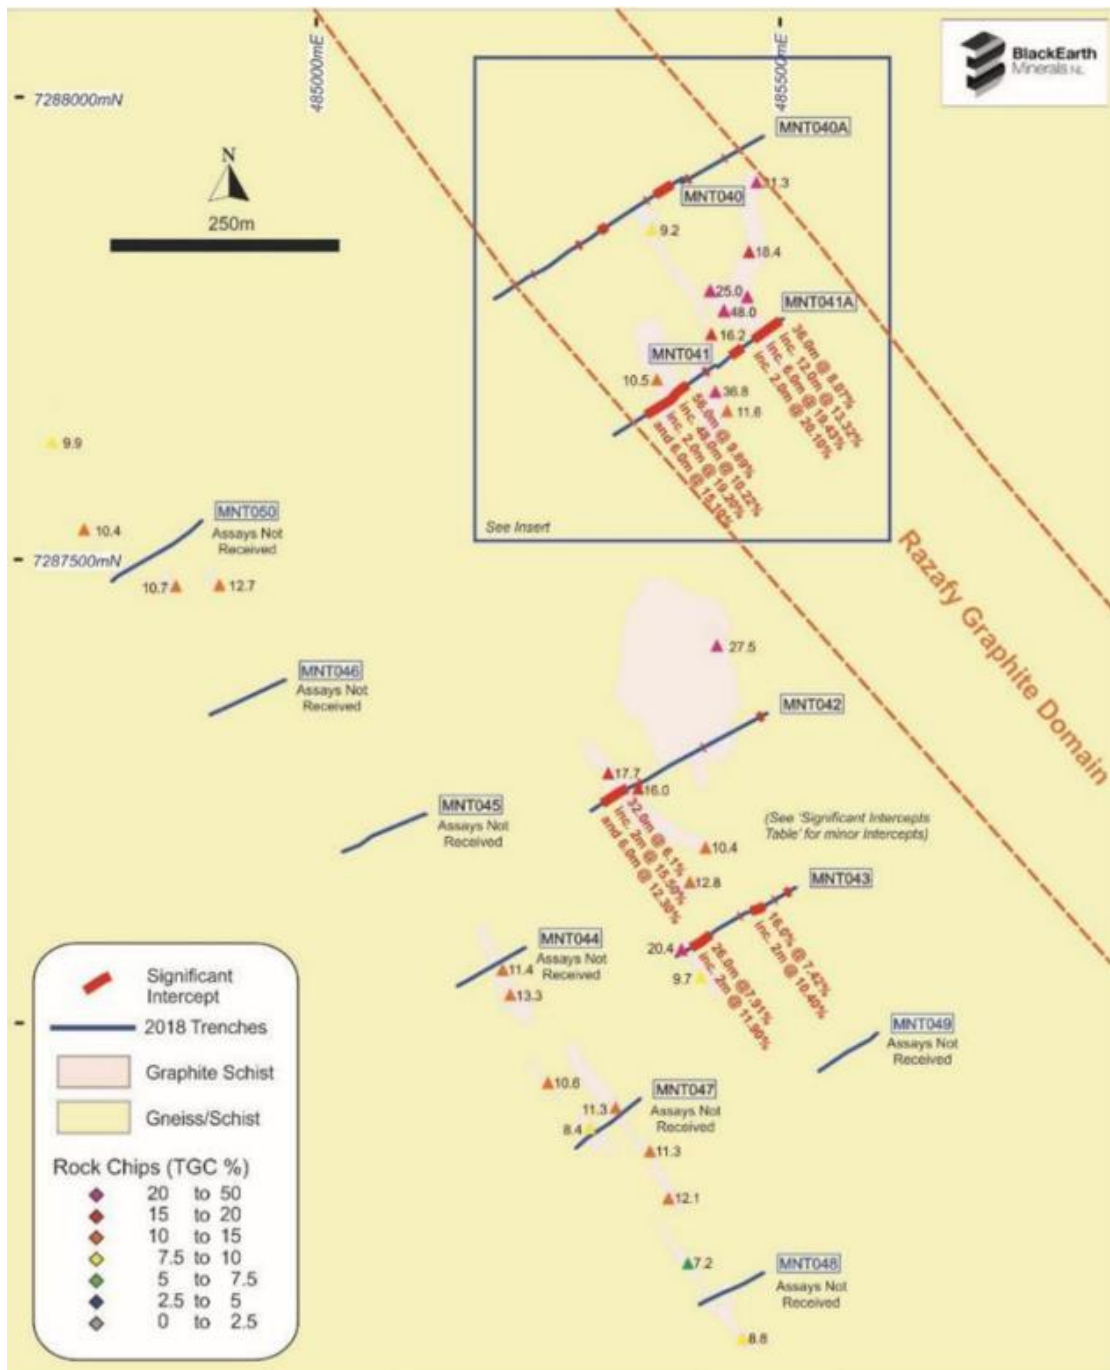 485000mE
485500mE
BlackEarth
Minerals NL
7288000mN
MNT040A
N
250m
MNT040
31.3
9.2
18.4
25.0
48.0
MNT041A
16.2
MNT041
36.0m @ 8.07%
inc. 12.0m @ 13.32%
inc. 6.0m @ 19.43%
inc. 2.0m @ 20.10%
10.5
36.8
11.6
56.0m @ 9.89%
inc. 48.0m @ 10.22%
inc. 2.0m @ 19.20%
and 6.0m @ 15.10%
9.9
See Insert
MNT050
Assays Not
Received
10.4
7287500mN
10.7
12.7
Razafy Graphite Domain
27.5
MNT046
Assays Not
Received
MNT042
17.7
16.0
32.0m @ 6.1%
inc. 2m @ 15.50%
and 6.0m @ 12.30%
MNT045
Assays Not
Received
(See 'Significant Intercepts
Table' for minor Intercepts)
10.4
12.8
MNT043
16.0% @ 7.42%
inc. 2m @ 10.40%
20.4
9.7
26.0m @7.91%
inc. 2m @ 11.90%
MNT044
Assays Not
Received
11.4
13.3
MNT049
Assays Not
Received
10.6
MNT047
Assays Not
Received
11.3
8.4
11.3
12.1
7.2
MNT048
Assays Not
Received
8.8
Significant
Intercept
2018 Trenches
Graphite Schist
Gneiss/Schist
Rock Chips (TGC %)
20 to 50
15 to 20
10 to 15
7.5 to 10
5 to 7.5
2.5 to 5
0 to 2.5